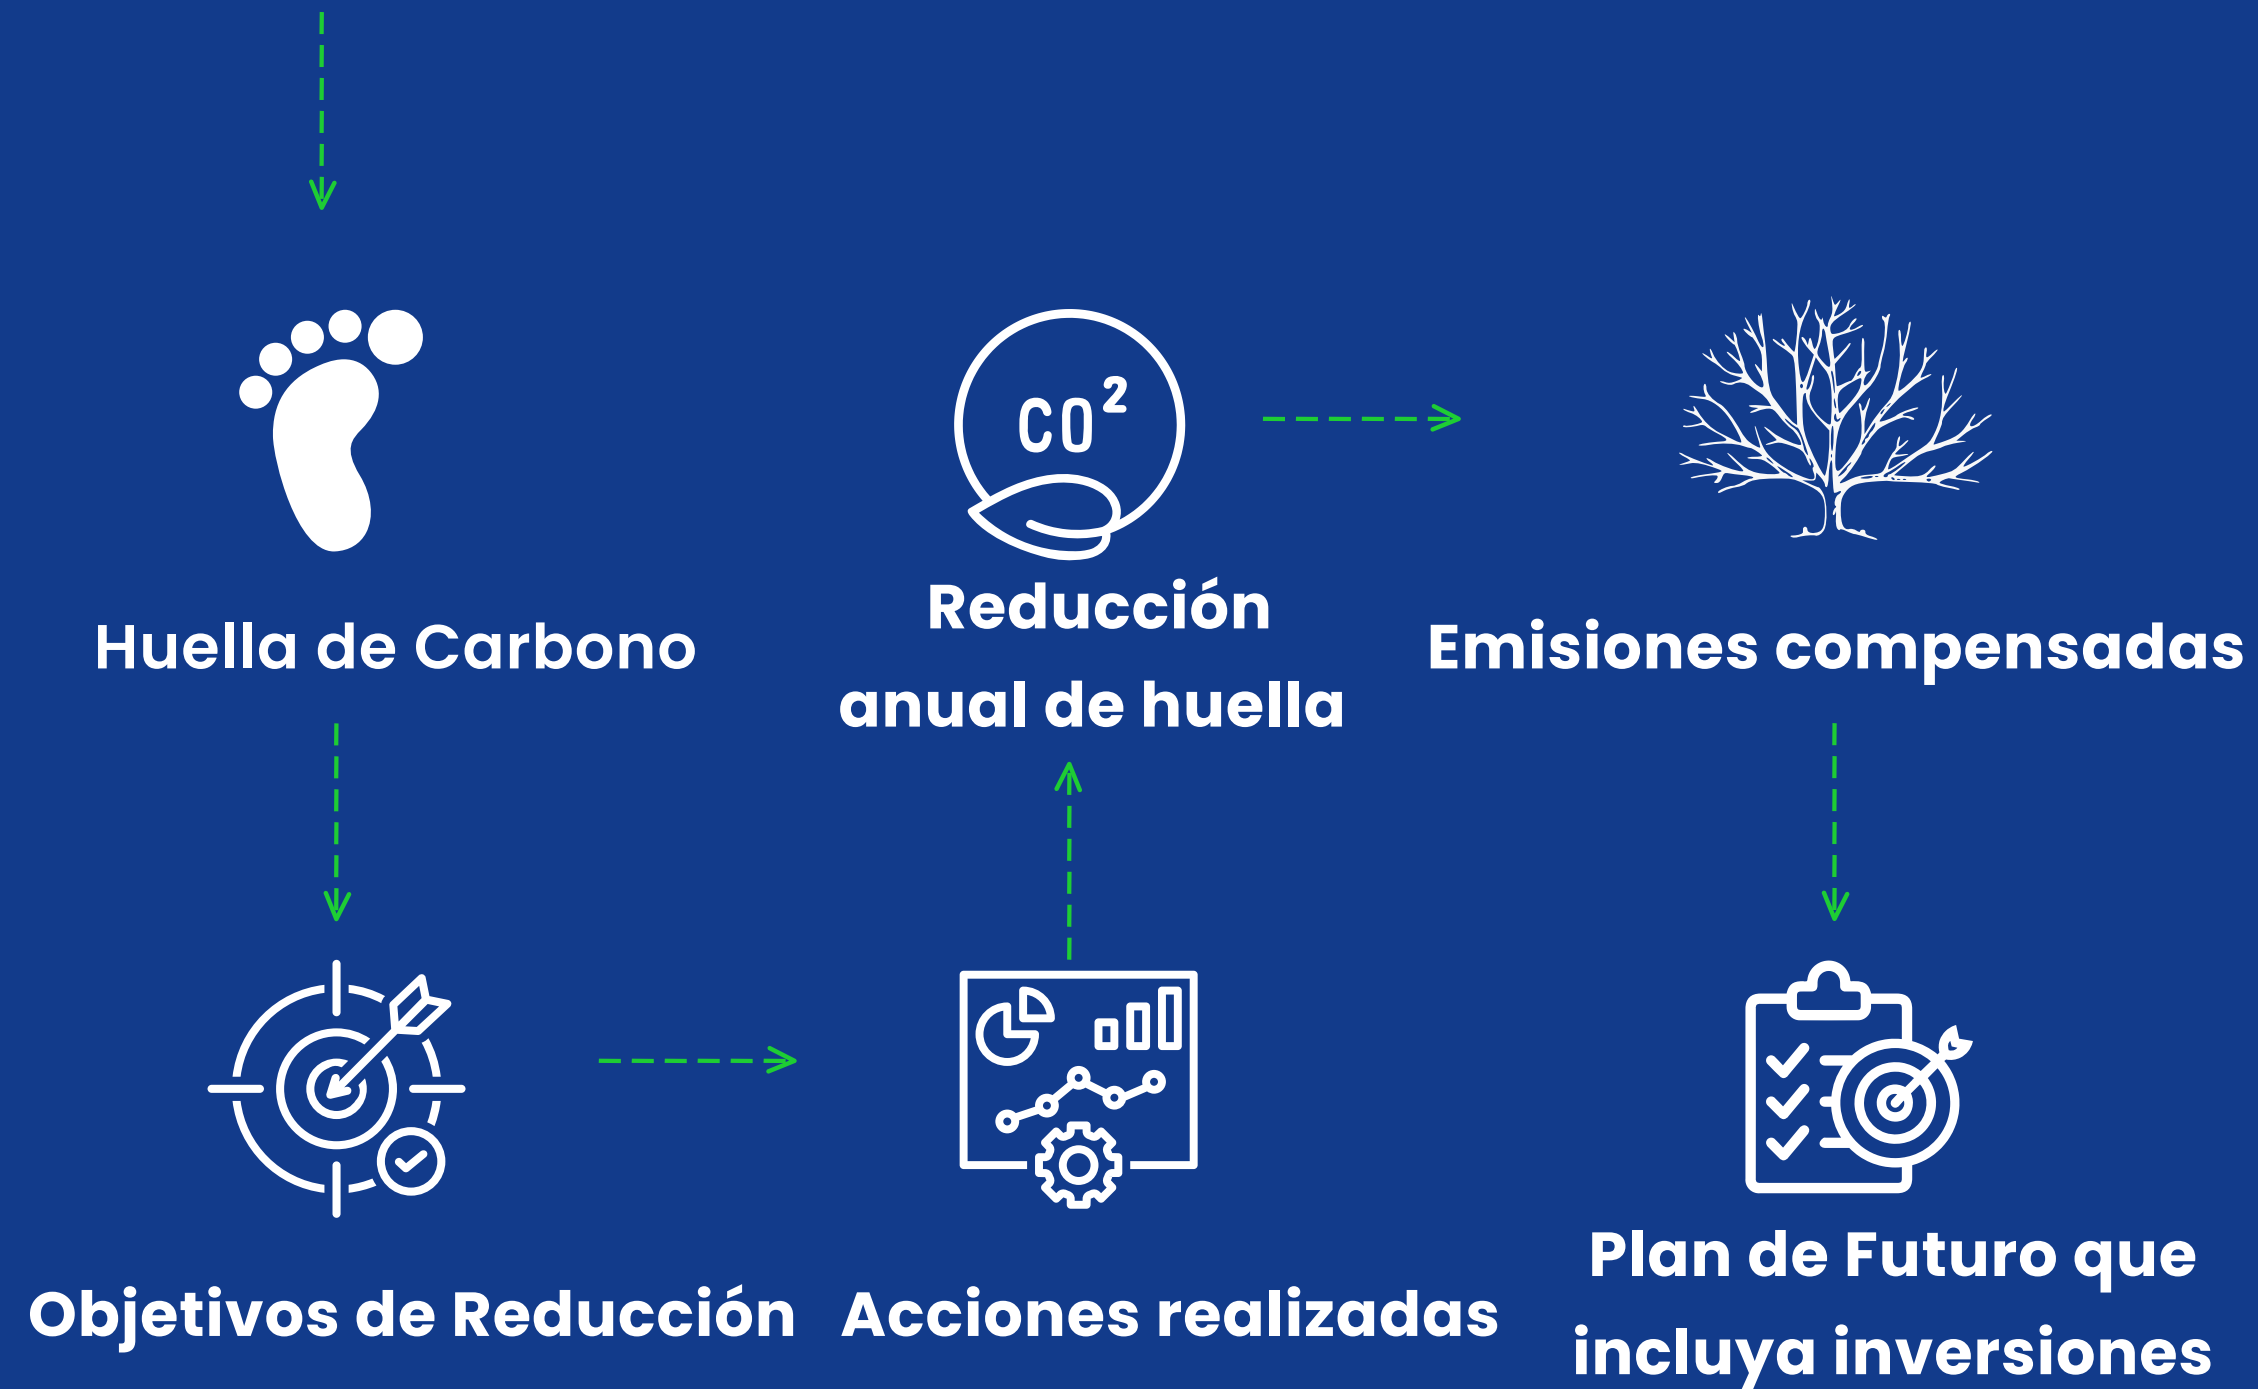 CO²
Reducción
anual de huella
Huella de Carbono
Emisiones compensadas
Objetivos de Reducción
Acciones realizadas
Plan de Futuro que
incluya inversiones